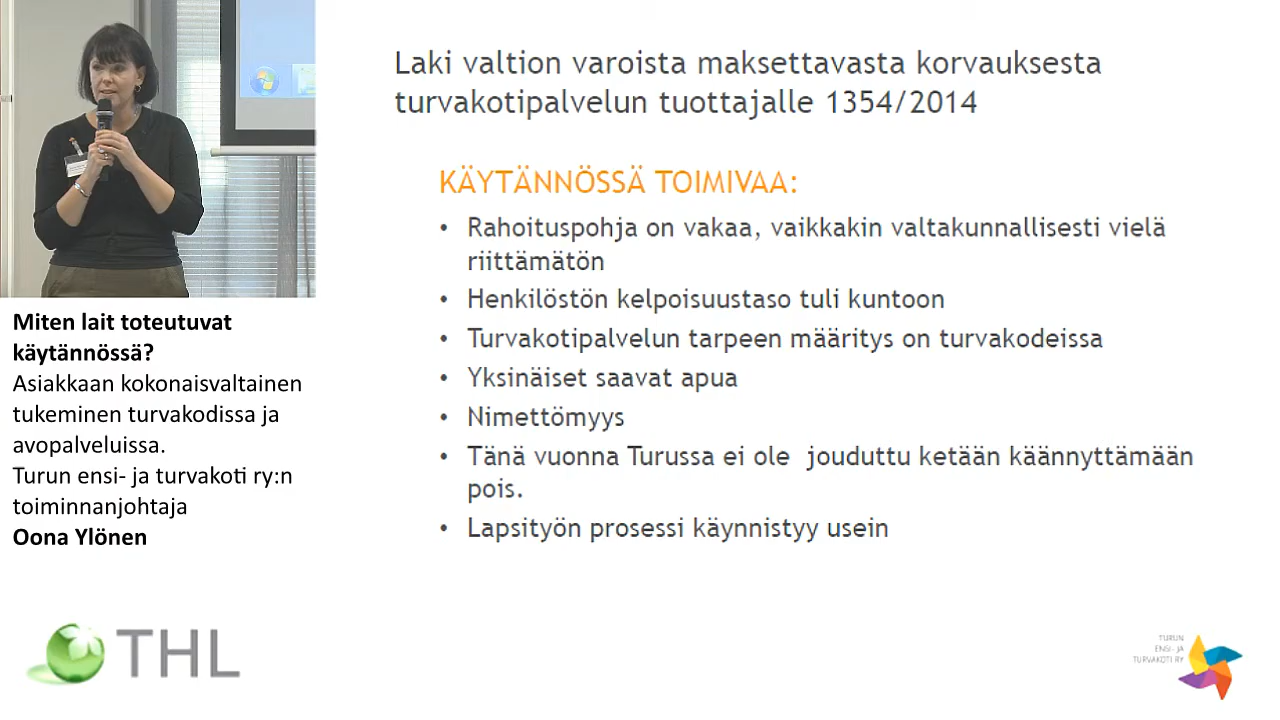 Laki valtion varoista maksettavasta korvauksesta
turvakotipalvelun tuottajalle 1354/2014
KÄYTÄNNÖSSÄ TOIMIVAA:
• Rahoituspohja on vakaa, vaikkakin valtakunnallisesti vielä
riittämätön
• Henkilöstön kelpoisuustaso tuli kuntoon
• Turvakotipalvelun tarpeen määritys on turvakodeissa
• Yksinäiset saavat apua
• Nimettömyys
• Tänä vuonna Turussa ei ole jouduttu ketään käännyttämään
pois.
• Lapsityön prosessi käynnistyy usein
Miten lait toteutuvat
käytännössä?
Asiakkaan kokonaisvaltainen
tukeminen turvakodissa ja
avopalveluissa.
Turun ensi- ja turvakoti ry:n
toiminnanjohtaja
Oona Ylönen
THL
TURUN
ENSI- JA
TURVAKOTI RY